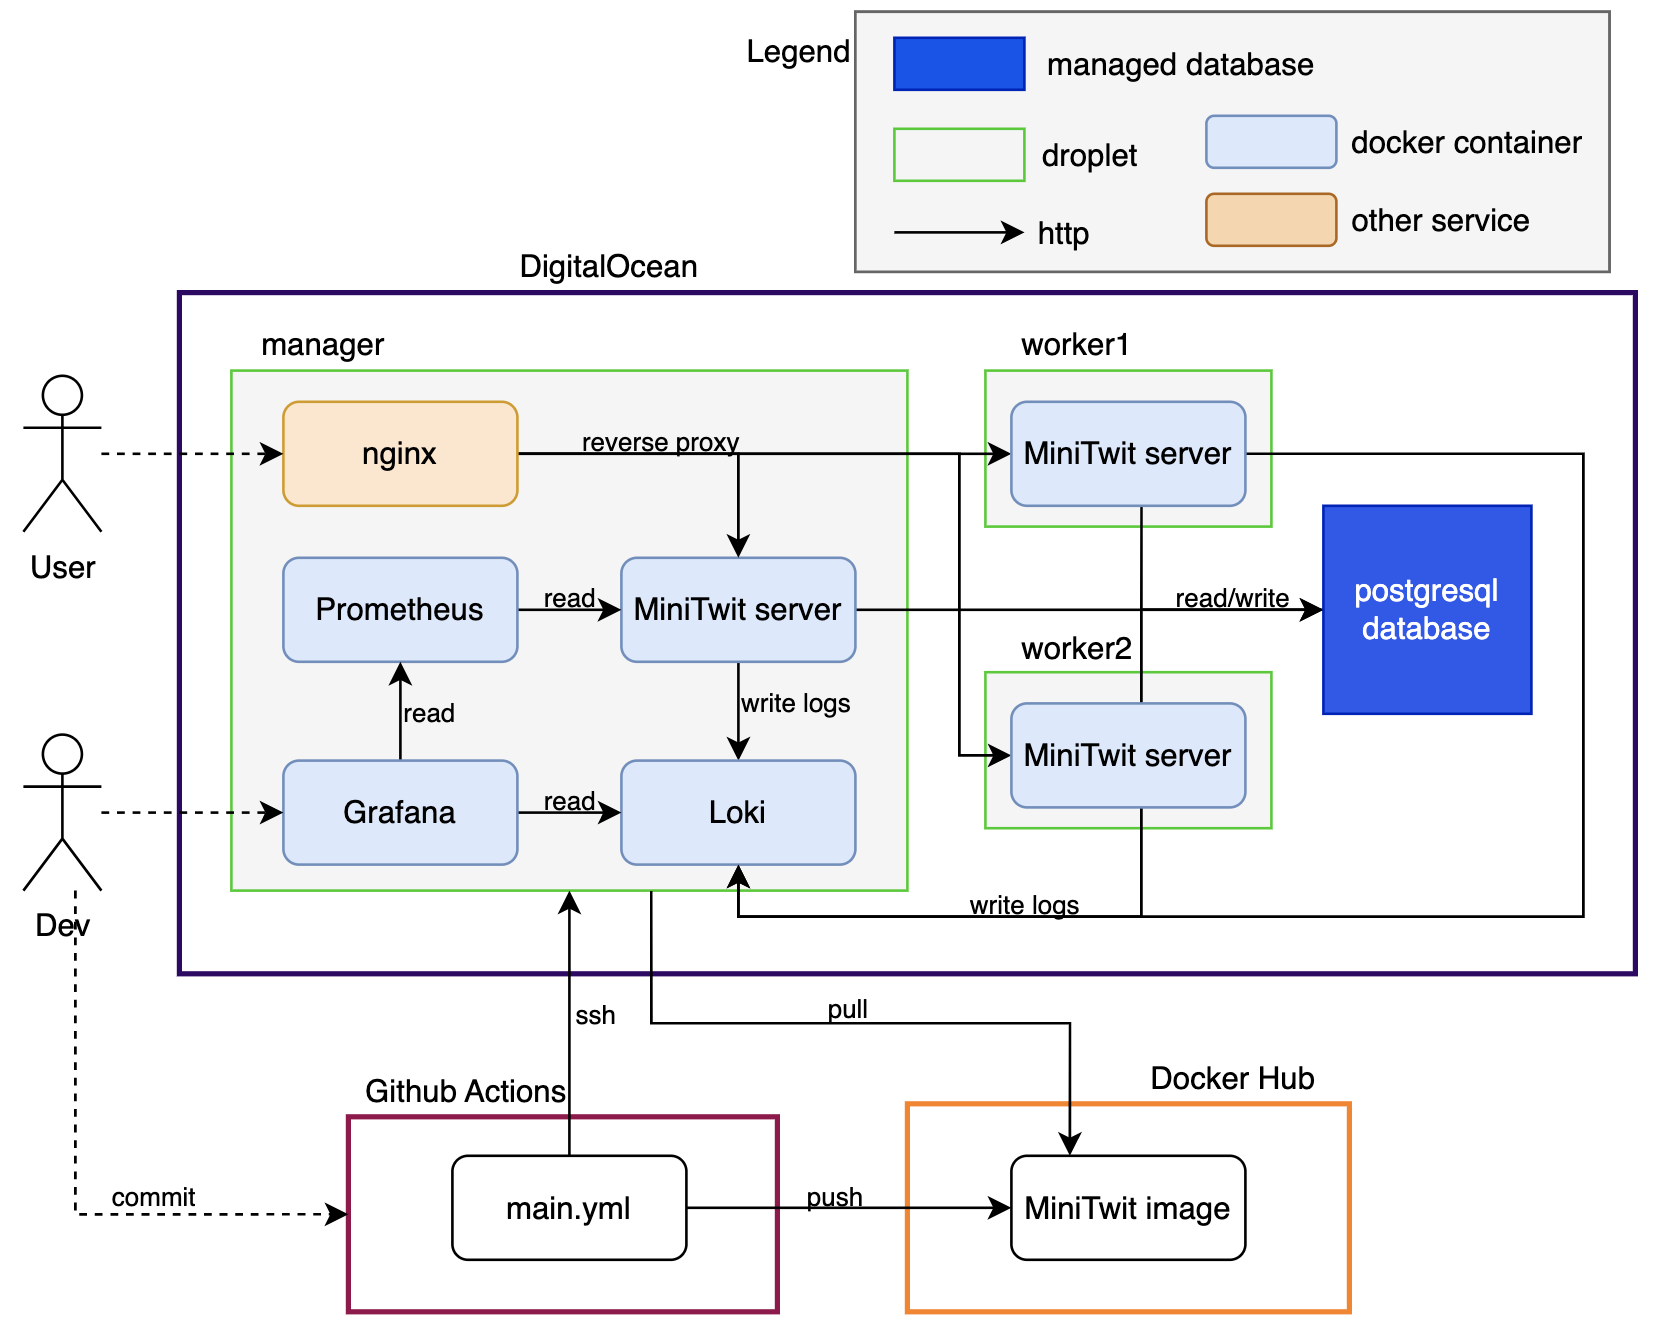 Legend
managed database
droplet
docker container
http
other service
DigitalOcean
manager
worker1
nginx
reverse proxy
MiniTwit server
User
Prometheus
read
MiniTwit server
read/write
postgresql
database
worker2
read
write logs
MiniTwit server
Grafana
read
Loki
Dev
write logs
ssh
pull
Github Actions
Docker Hub
commit
main.yml
push
MiniTwit image